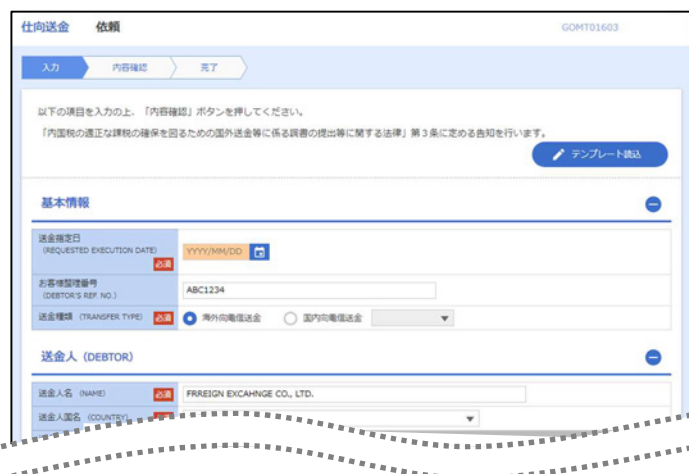 仕向送金 依頼 GOMT01603
入力 内容確認 完了
以下の項目を入力の上、「内容確認」ボタンを押してください。
「内国税の適正な課税の確保を図るための国外送金等に係る調書の提出等に関する法律」第3条に定める告知を行います。
テンプレート読込
基本情報
送金指定日
(REQUESTED EXECUTION DATE)
必須
YYYY/MM/DD
お客様整理番号
(DEBTOR'S REF. NO.)
ABC1234
送金種類 (TRANSFER TYPE) 必須 海外向電信送金 国内向電信送金
送金人 (DEBTOR)
送金人名 (NAME) 必須 FRREIGN EXCAHNGE CO., LTD.
送金人国名 (COUNTRY)